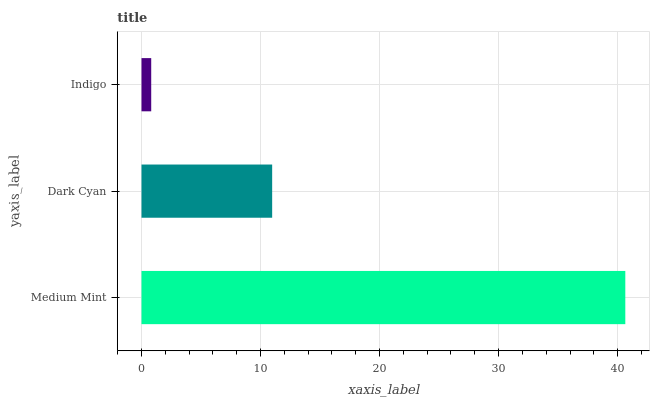 title
Indigo
Dark Cyan
Medium Mint
yaxis_label
0 10 20 30 40
xaxis_label